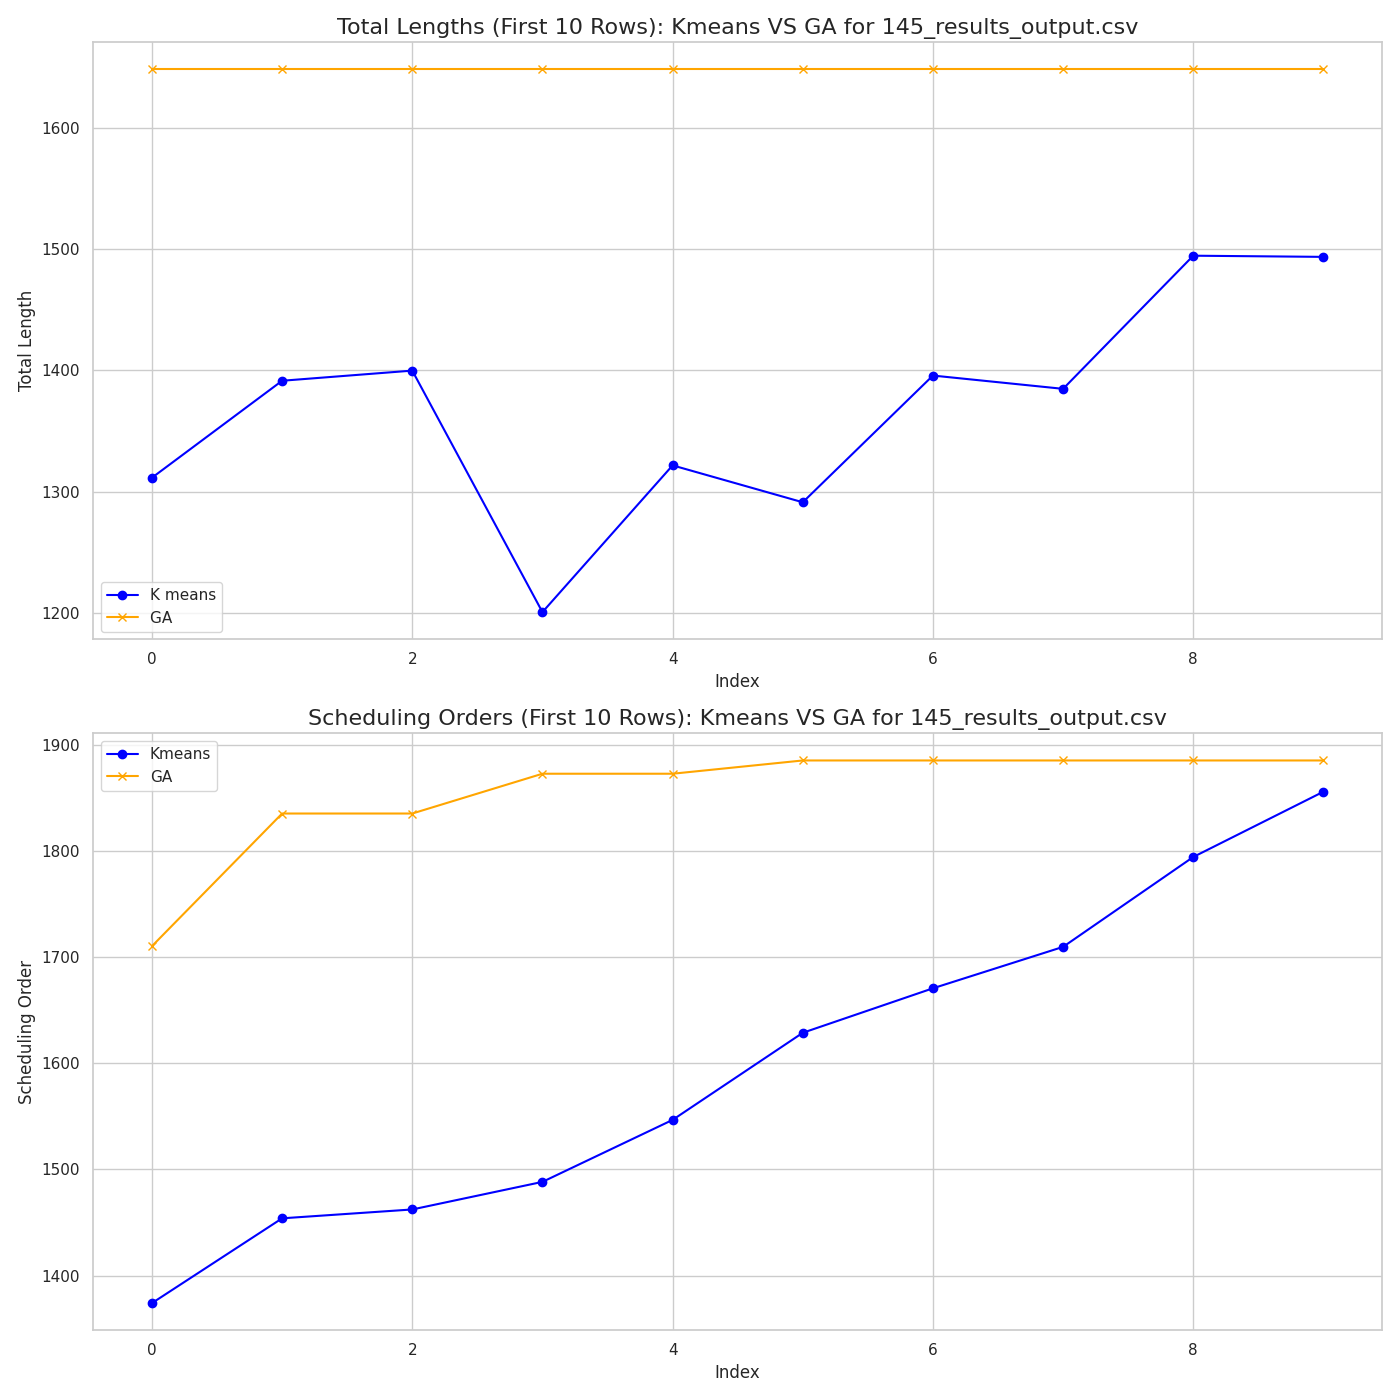 Total Lengths (First 10 Rows): Kmeans VS GA for 145_results_output.csv
1600
1500
1400
1300
1200
Total Length
K means
GA
0 2 4 6 8
Index
Scheduling Orders (First 10 Rows): Kmeans VS GA for 145_results_output.csv
1900
1800
1700
1600
1500
1400
Scheduling Order
Kmeans
GA
0 2 4 6 8
Index